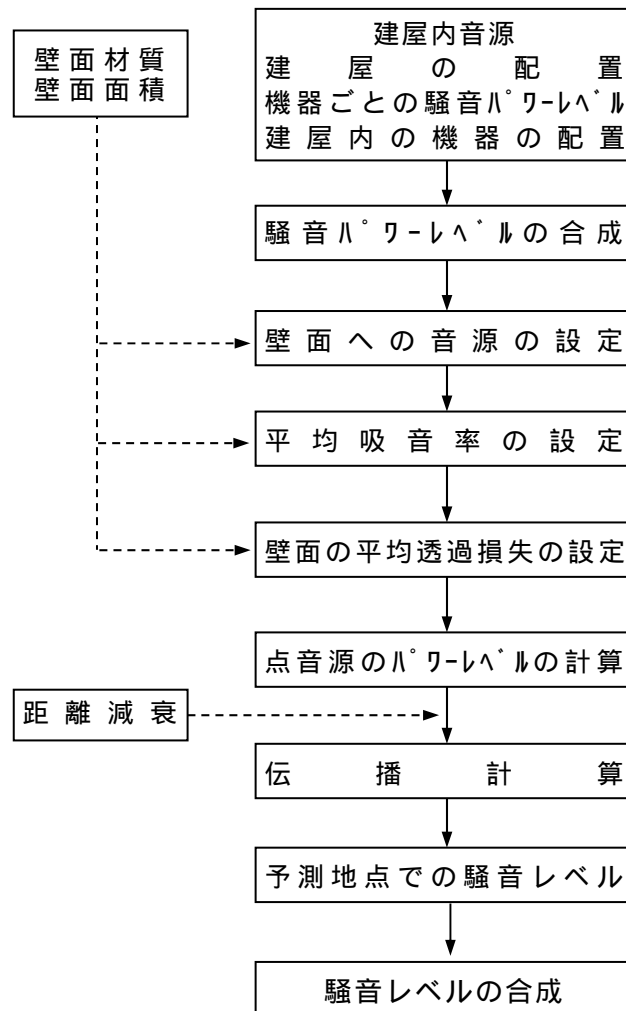 壁面材質
壁面面積
建屋内音源
建屋の配置
機器ごとの騒音ﾊﾟﾜｰﾚﾍﾞﾙ
建屋内の機器の配置
騒音ﾊﾟﾜｰﾚﾍﾞﾙの合成
壁面への音源の設定
平均吸音率の設定
壁面の平均透過損失の設定
点音源のﾊﾟﾜｰﾚﾍﾞﾙの計算
距離減衰
伝播計算
予測地点での騒音レベル
騒音レベルの合成